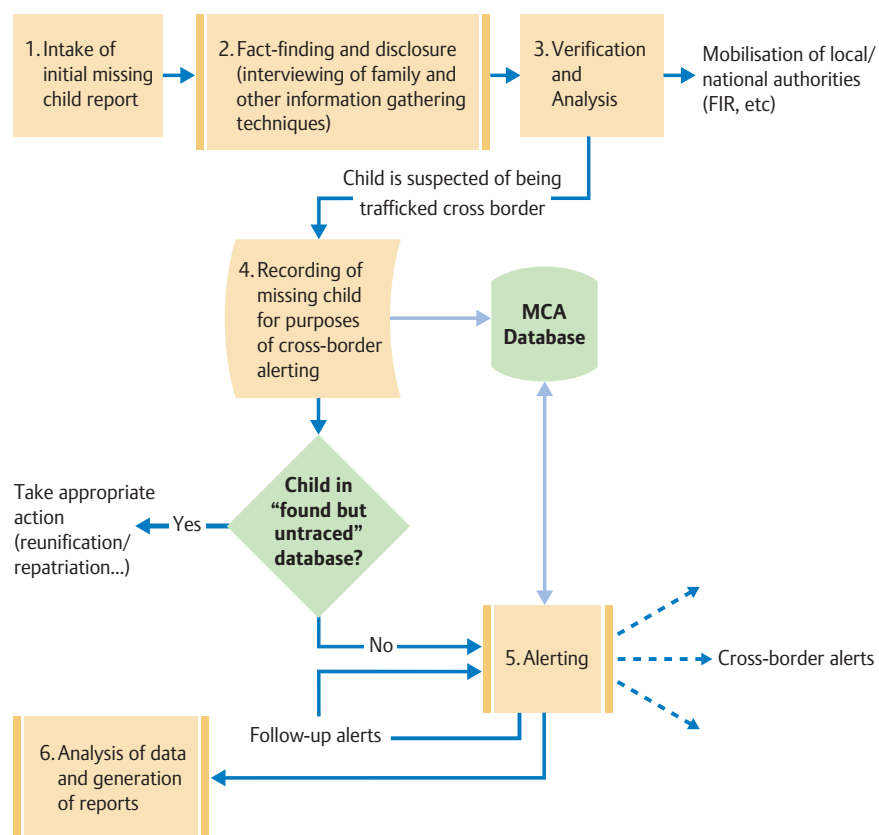 1. Intake of
initial missing
child report
2. Fact-finding and disclosure
(interviewing of family and
other information gathering
techniques)
3. Verification
and
Analysis
Mobilisation of local/
national authorities
(FIR, etc)
Child is suspected of being
trafficked cross border
4. Recording of
missing child
for purposes
of cross-border
alerting
MCA
Database
Child in
“found but
untraced”
database?
Yes
Take appropriate
action
(reunification/
repatriation...)
No
5. Alerting
Cross-border alerts
Follow-up alerts
6. Analysis of data
and generation
of reports